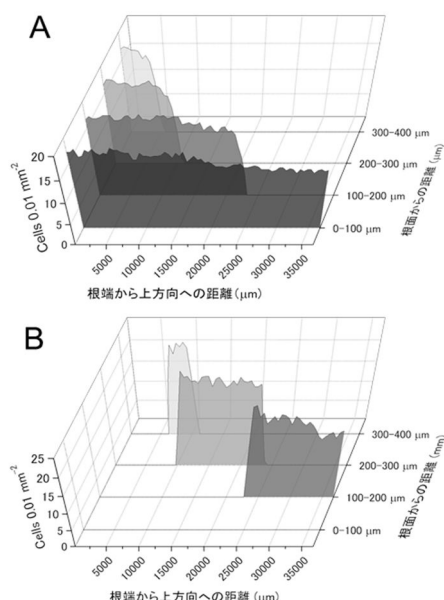 A
20
15
10
5
0
Cells 0.01 mm-2
300-400 μm
200-300 μm
100-200 μm
0-100 μm
根面からの距離(μm)
5000
10000
15000
20000
25000
30000
35000
根端から上方向への距離(μm)
B
25
20
15
10
5
0
Cells 0.01 mm-2
300-400 μm
200-300 μm
100-200 μm
0-100 μm
根面からの距離(mm)
5000
10000
15000
20000
25000
30000
35000
根端から上方向への距離(μm)